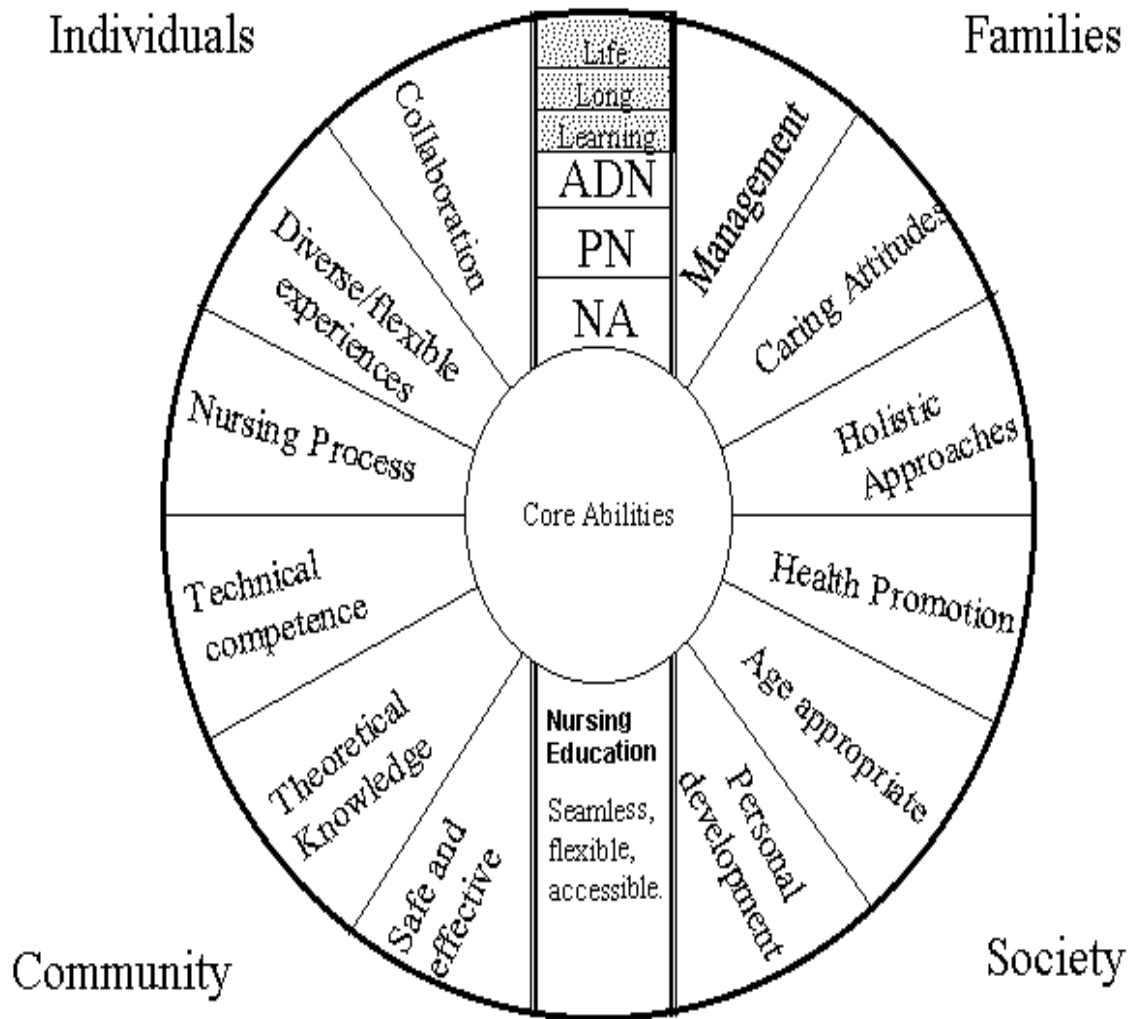 Individuals
Families
Life
Long
Learning
ADN
PN
NA
Collaboration
Diverse/flexible
experiences
Nursing Process
Technical
competence
Theoretical
Knowledge
Safe and
effective
Management
Caring Attitudes
Holistic
Approaches
Health Promotion
Age appropriate
Personal
development
Core Abilities
Nursing
Education
Seamless,
flexible,
accessible.
Community
Society